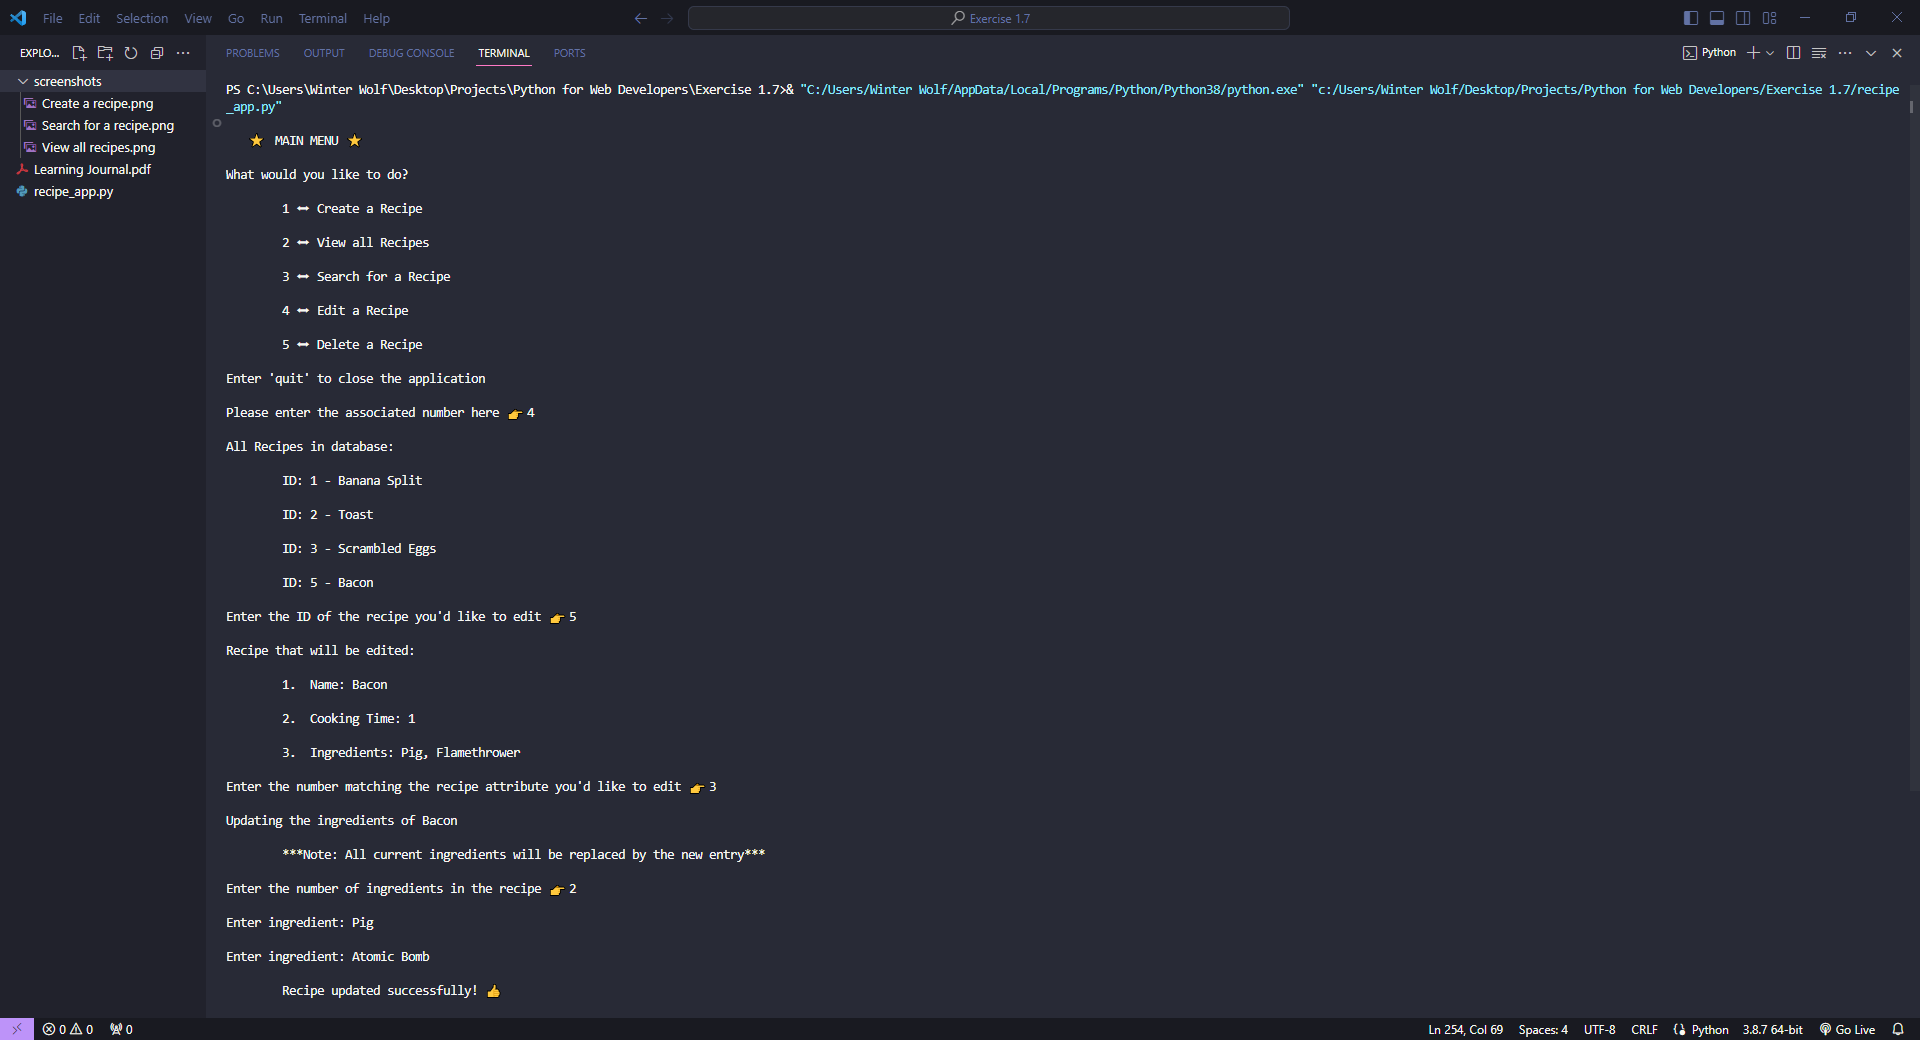 File Edit Selection View Go Run Terminal Help
Exercise 1.7
EXPLO...
screenshots
Create a recipe.png
Search for a recipe.png
View all recipes.png
Learning Journal.pdf
recipe_app.py
PROBLEMS OUTPUT DEBUG CONSOLE TERMINAL PORTS
Python
PS C:\Users\Winter Wolf\Desktop\Projects\Python for Web Developers\Exercise 1.7>& "C:/Users/Winter Wolf/AppData/Local/Programs/Python/Python38/python.exe" "c:/Users/Winter Wolf/Desktop/Projects/Python for Web Developers/Exercise 1.7/recipe
_app.py"
⭐ MAIN MENU ⭐
What would you like to do?
1 ↔ Create a Recipe
2 ↔ View all Recipes
3 ↔ Search for a Recipe
4 ↔ Edit a Recipe
5 ↔ Delete a Recipe
Enter 'quit' to close the application
Please enter the associated number here 👉 4
All Recipes in database:
ID: 1 - Banana Split
ID: 2 - Toast
ID: 3 - Scrambled Eggs
ID: 5 - Bacon
Enter the ID of the recipe you'd like to edit 👉 5
Recipe that will be edited:
1. Name: Bacon
2. Cooking Time: 1
3. Ingredients: Pig, Flamethrower
Enter the number matching the recipe attribute you'd like to edit 👉 3
Updating the ingredients of Bacon
***Note: All current ingredients will be replaced by the new entry***
Enter the number of ingredients in the recipe 👉 2
Enter ingredient: Pig
Enter ingredient: Atomic Bomb
Recipe updated successfully! 👍
0 0 0
Ln 254, Col 69 Spaces: 4 UTF-8 CRLF Python 3.8.7 64-bit Go Live